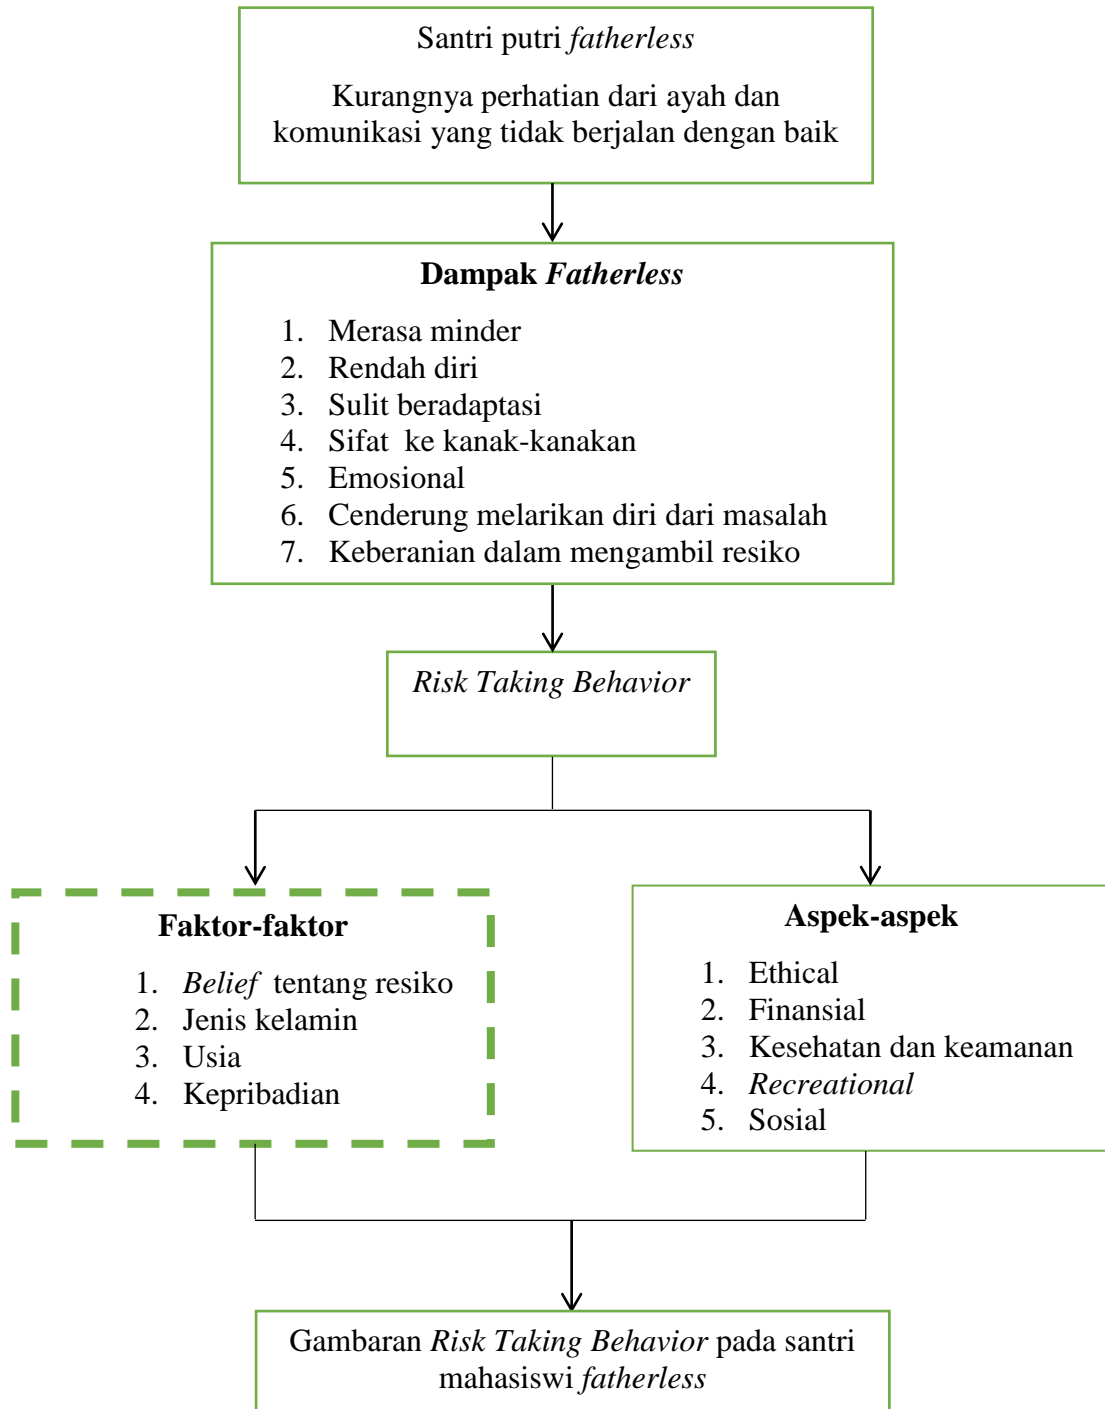 Santri putri fatherless
Kurangnya perhatian dari ayah dan
komunikasi yang tidak berjalan dengan baik
Dampak Fatherless
1. Merasa minder
2. Rendah diri
3. Sulit beradaptasi
4. Sifat ke kanak-kanakan
5. Emosional
6. Cenderung melarikan diri dari masalah
7. Keberanian dalam mengambil resiko
Risk Taking Behavior
Faktor-faktor
1. Belief tentang resiko
2. Jenis kelamin
3. Usia
4. Kepribadian
Aspek-aspek
1. Ethical
2. Finansial
3. Kesehatan dan keamanan
4. Recreational
5. Sosial
Gambaran Risk Taking Behavior pada santri
mahasiswi fatherless